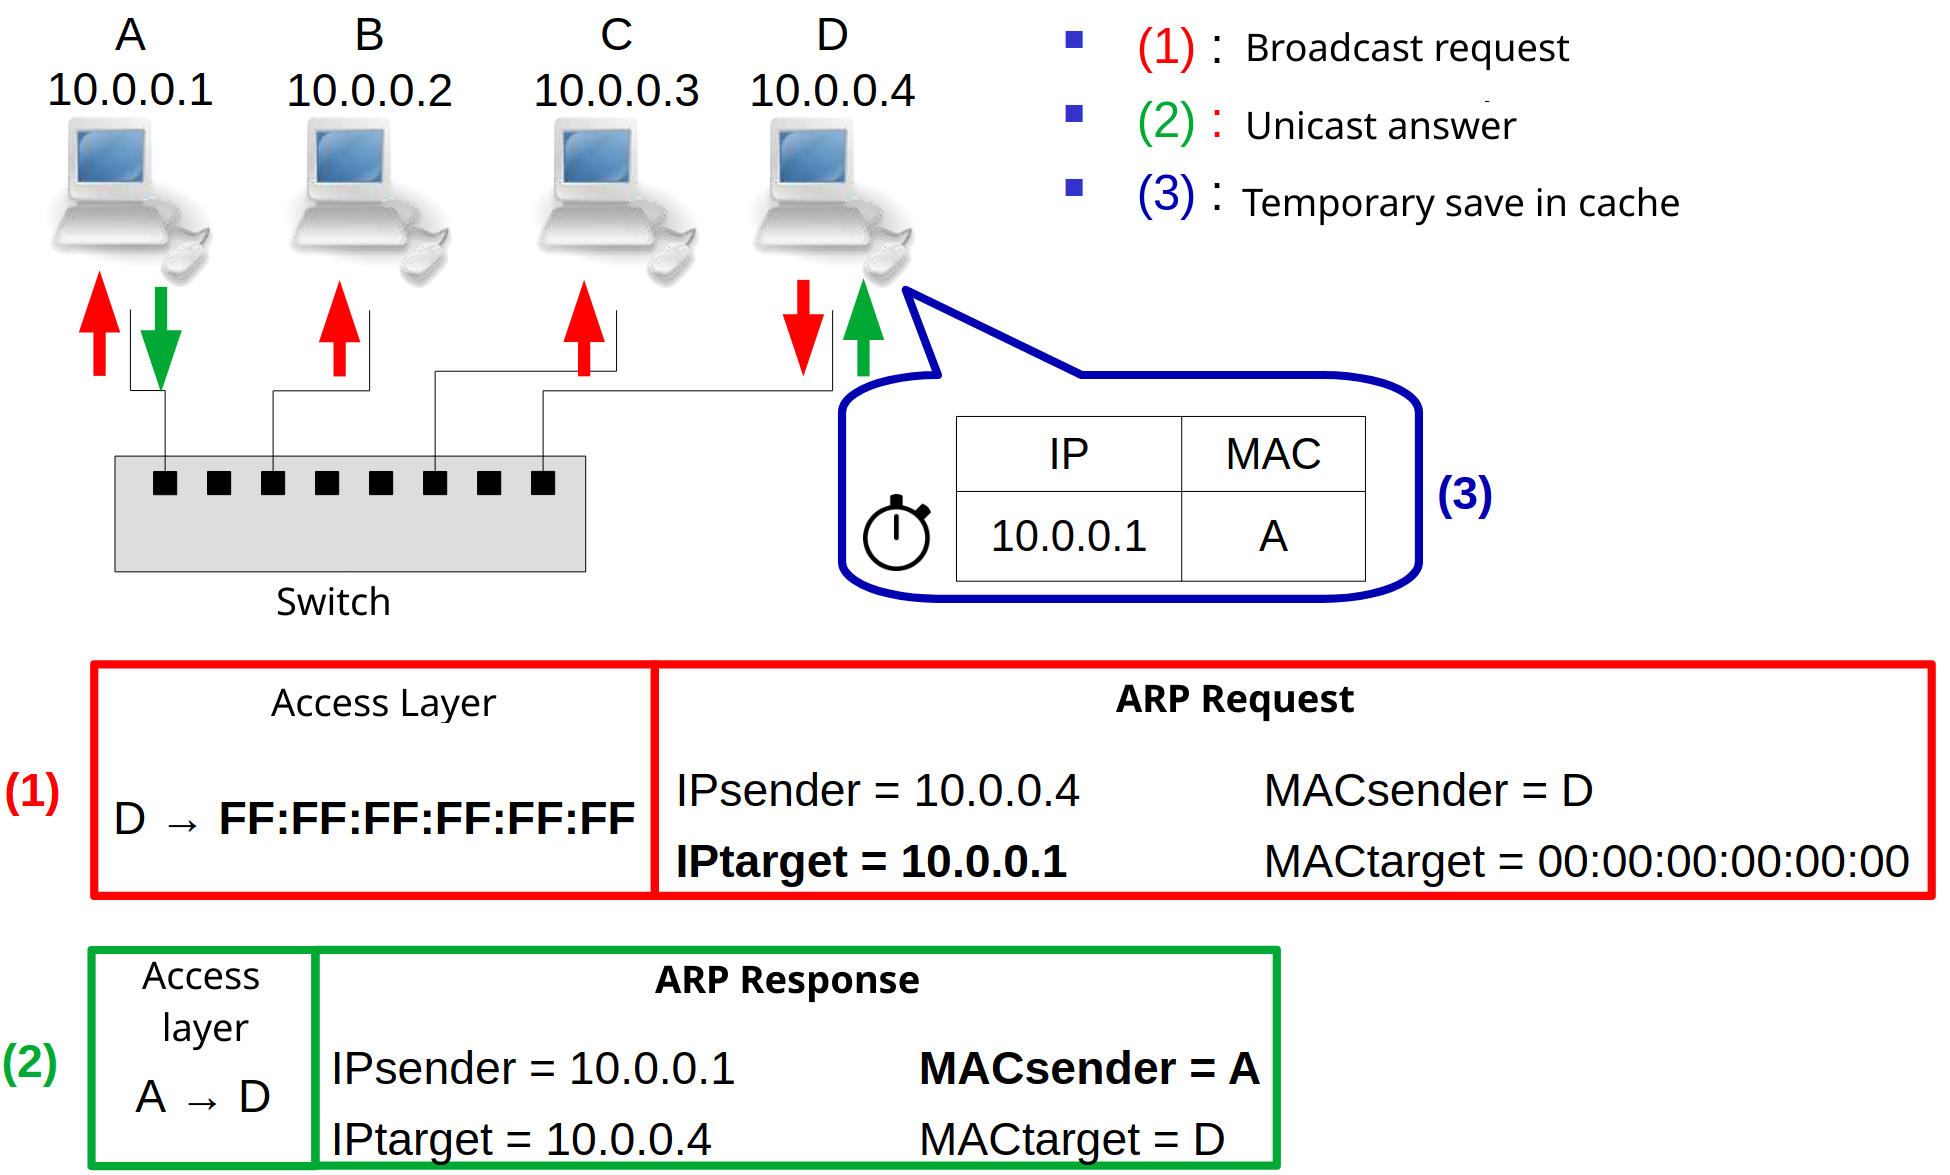 A B C D
10.0.0.1 10.0.0.2 10.0.0.3 10.0.0.4
(1) : Broadcast request
(2) : Unicast answer
(3) : Temporary save in cache
IP MAC
10.0.0.1 A
(3)
Switch
Access Layer
ARP Request
(1)
D → FF:FF:FF:FF:FF:FF
IPsender = 10.0.0.4 MACsender = D
IPtarget = 10.0.0.1 MACtarget = 00:00:00:00:00:00
Access
layer
ARP Response
(2)
A → D
IPsender = 10.0.0.1 MACsender = A
IPtarget = 10.0.0.4 MACtarget = D